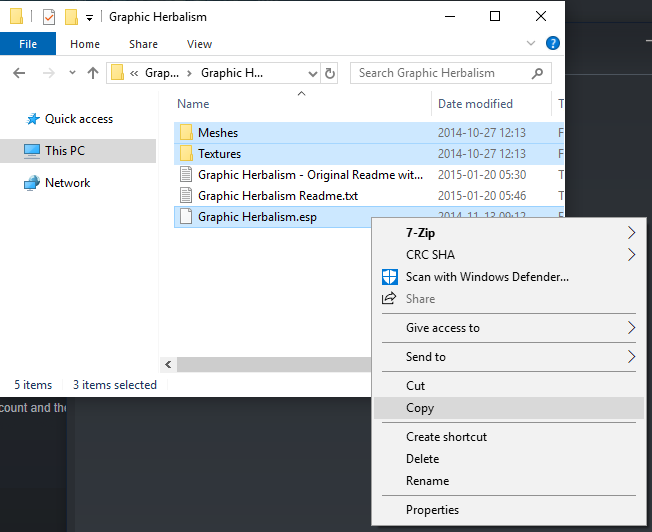 Graphic Herbalism
File
Home
Share
View
Grap...
Graphic H...
Search Graphic Herbalism
Name
Date modified
T
Quick access
This PC
Network
Meshes 2014-10-27 12:13 F
Textures 2014-10-27 12:13 F
Graphic Herbalism - Original Readme wit... 2015-01-20 05:30 T
Graphic Herbalism Readme.txt 2015-01-20 05:46 T
Graphic Herbalism.esp 2014-11-13 09:12 F
5 items
3 items selected
count and the
7-Zip
CRC SHA
Scan with Windows Defender...
Share
Give access to
Send to
Cut
Copy
Create shortcut
Delete
Rename
Properties